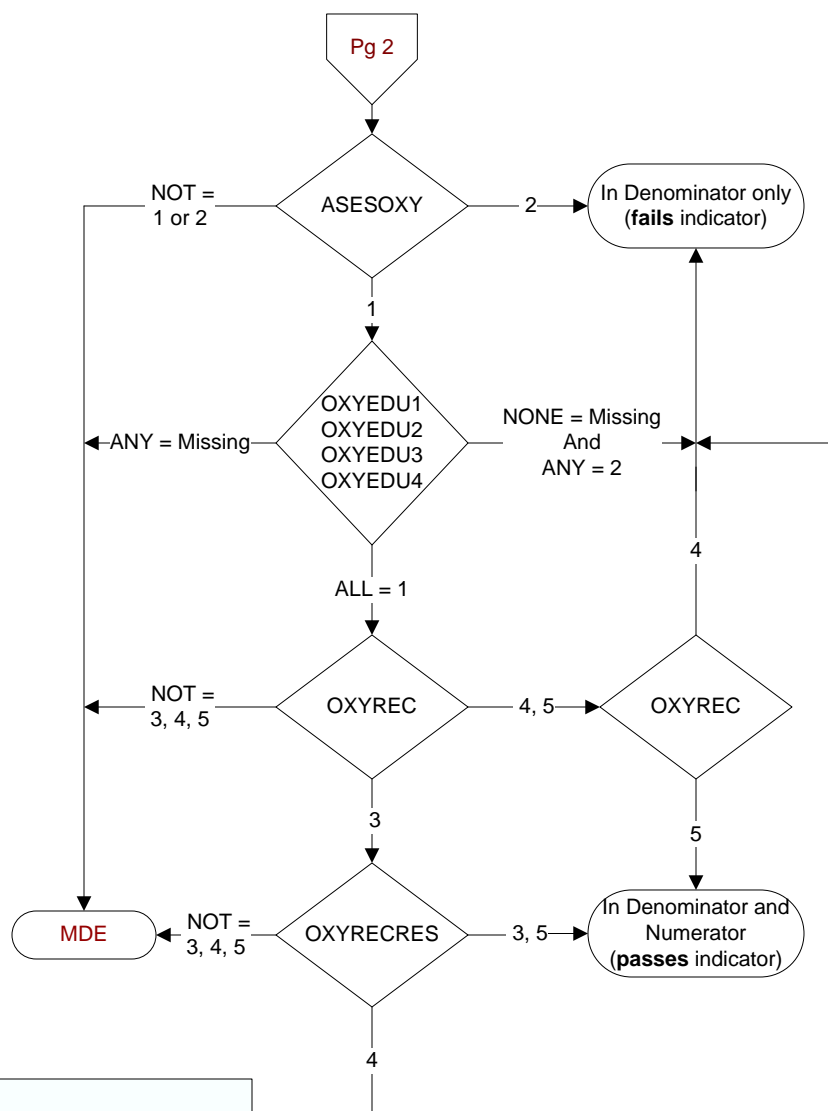 Pg 2
NOT =
1 or 2
ASESOXY
2
In Denominator only
(fails indicator)
1
ANY = Missing
OXYEDU1
OXYEDU2
OXYEDU3
OXYEDU4
NONE = Missing
And
ANY = 2
4
ALL = 1
NOT =
3, 4, 5
OXYREC
4, 5
OXYREC
3
5
MDE
NOT =
3, 4, 5
OXYRECRES
3, 5
In Denominator and
Numerator
(passes indicator)
4